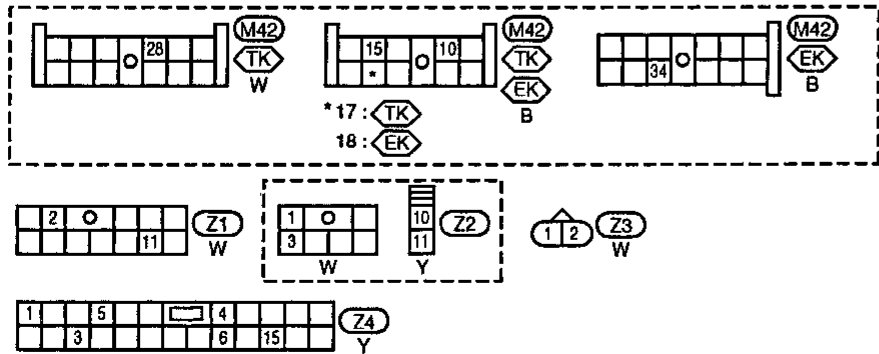 28 M42
TK
W
15 10 M42
* TK
EK
B
*17 : TK
18 : EK
M42
34 EK
B
2 Z1
11 W
1 10 Z2
3 11
W Y
1 2 Z3
W
1 5 4 Z4
3 6 15 Y